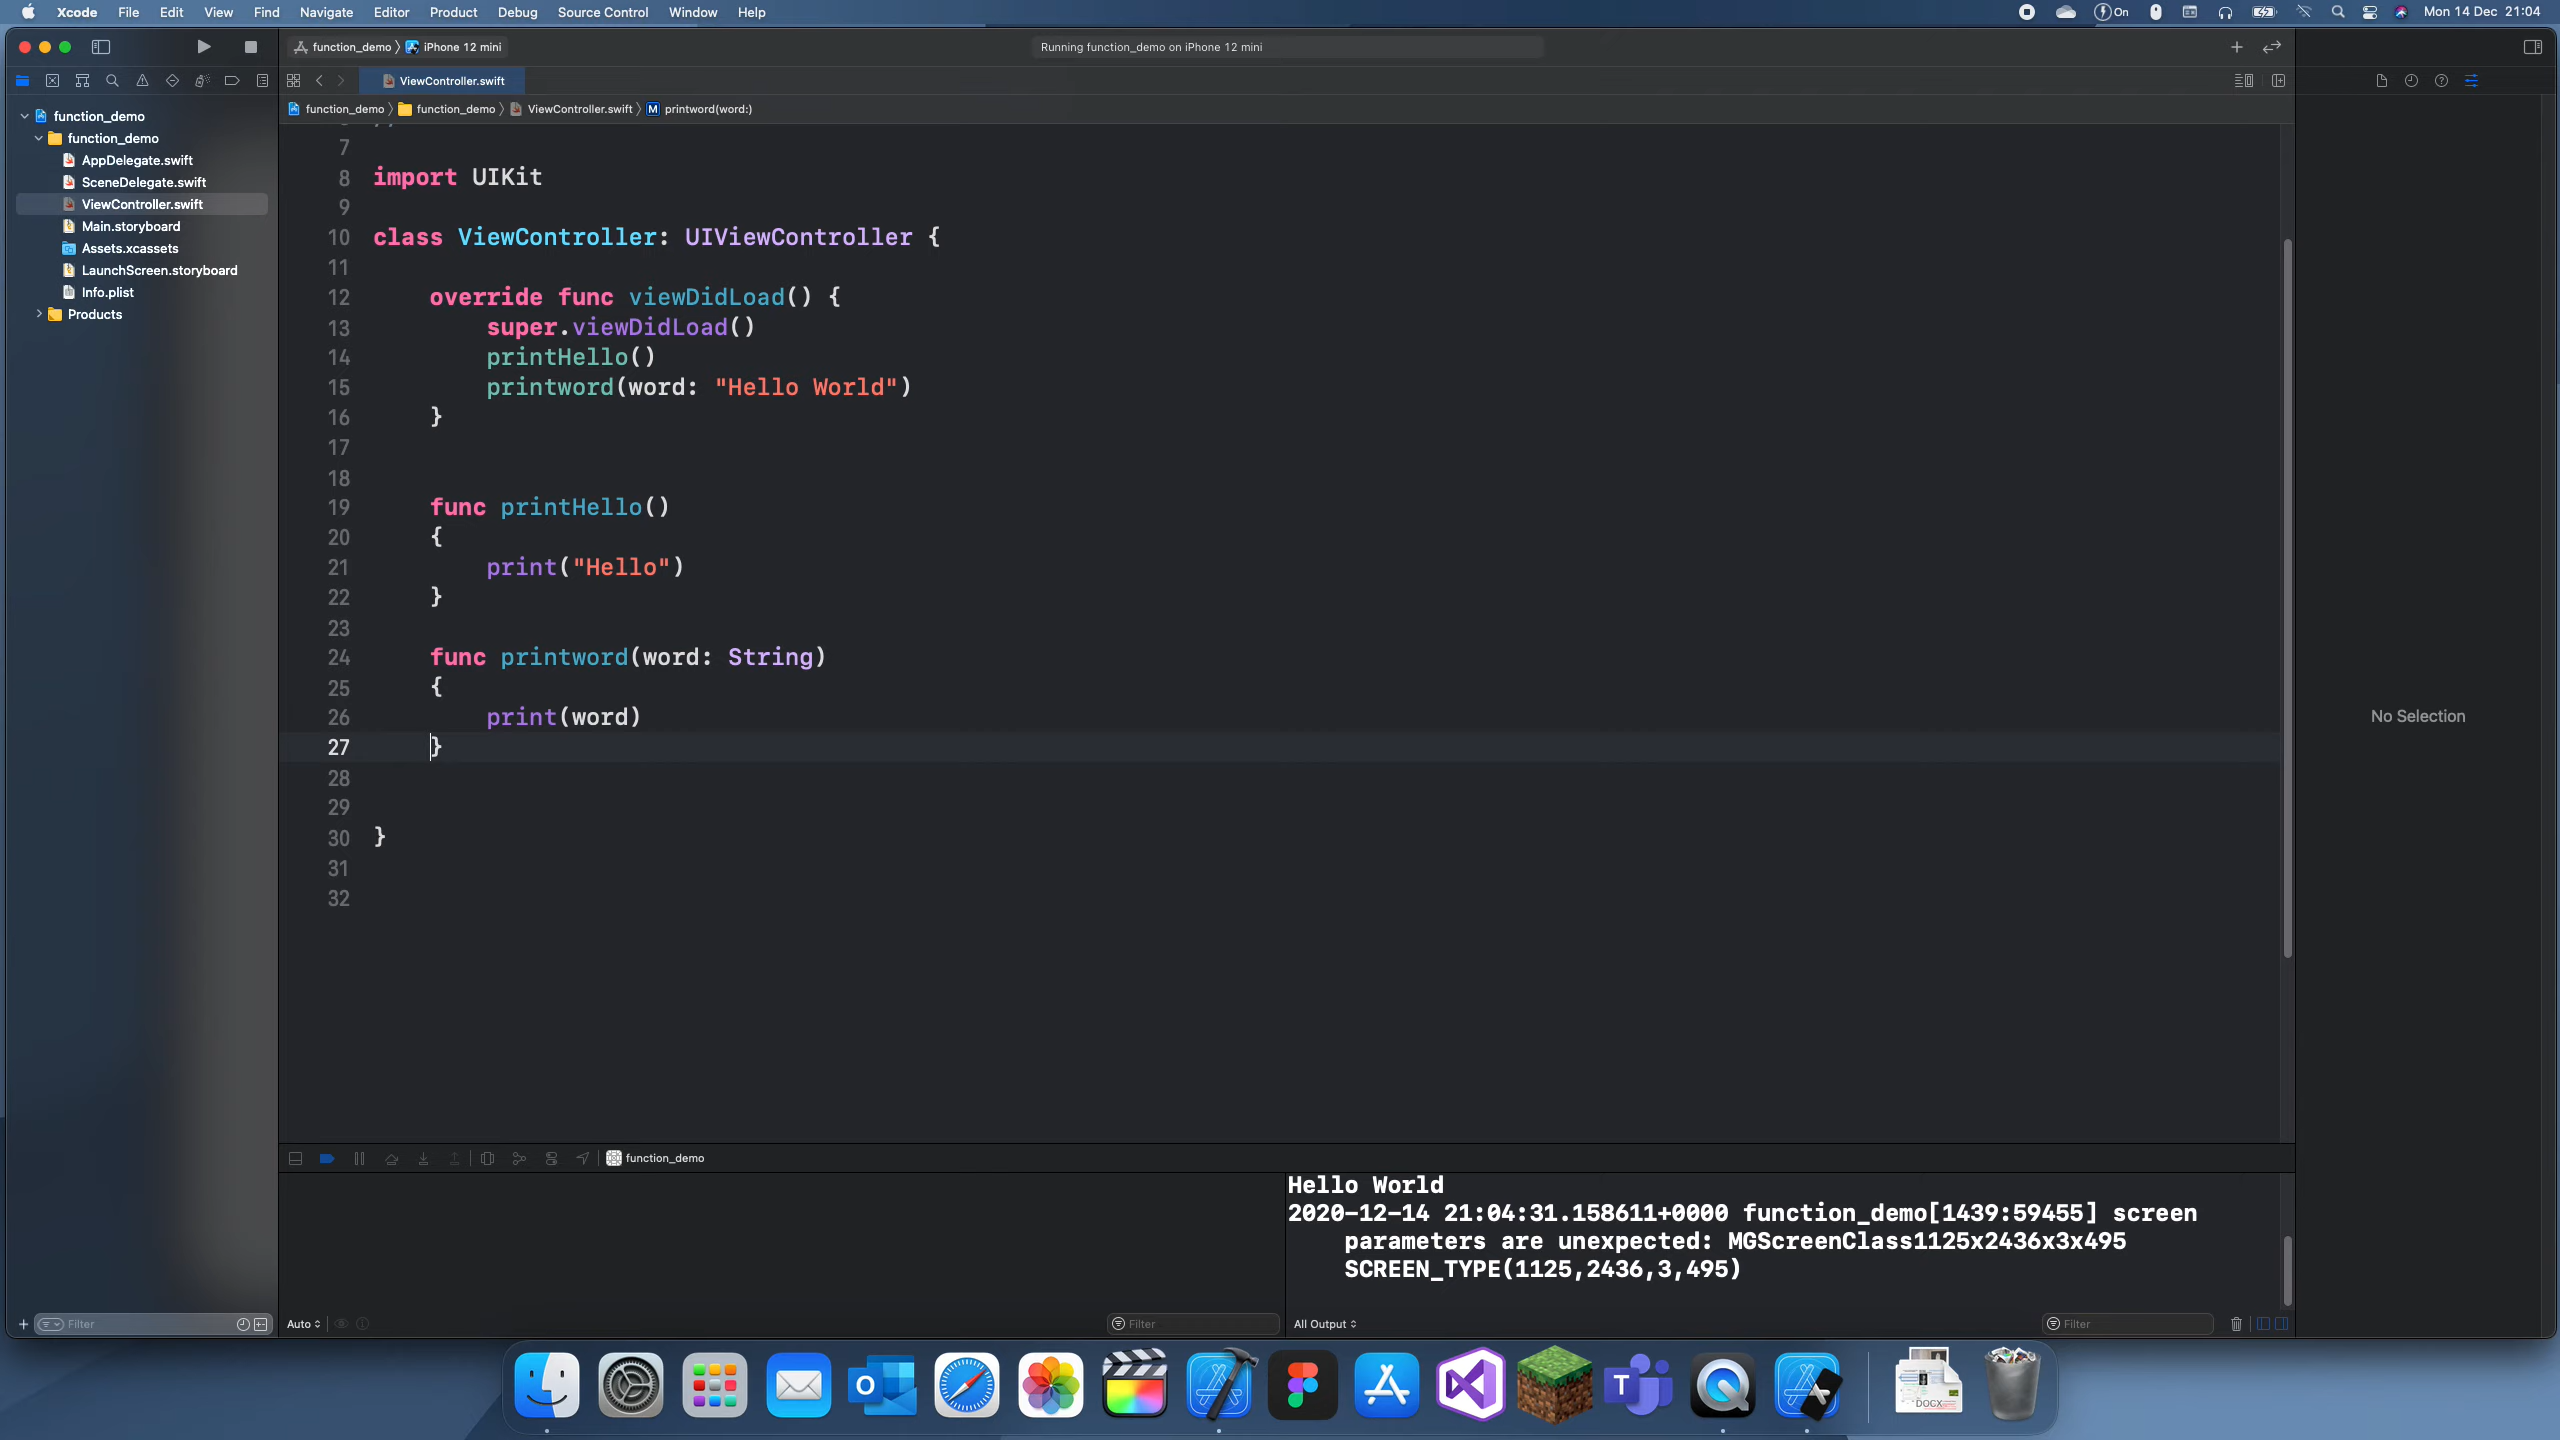 Xcode File Edit View Find Navigate Editor Product Debug Source Control Window Help
On Mon 14 Dec 21:04
function_demo 〉 iPhone 12 mini
Running function_demo on iPhone 12 mini
ViewController.swift
function_demo 〉 function_demo 〉 ViewController.swift 〉 M printword(word:)
function_demo
function_demo
AppDelegate.swift
SceneDelegate.swift
ViewController.swift
Main.storyboard
Assets.xcassets
LaunchScreen.storyboard
Info.plist
Products
7
8 import UIKit
9
10 class ViewController: UIViewController {
11
12 override func viewDidLoad() {
13 super.viewDidLoad()
14 printHello()
15 printword(word: "Hello World")
16 }
17
18
19 func printHello()
20 {
21 print("Hello")
22 }
23
24 func printword(word: String)
25 {
26 print(word)
27 }
28
29
30 }
31
32
No Selection
function_demo
Hello World
2020-12-14 21:04:31.158611+0000 function_demo[1439:59455] screen
parameters are unexpected: MGScreenClass1125x2436x3x495
SCREEN_TYPE(1125,2436,3,495)
Filter
Auto
Filter
All Output
Filter
O
T
DOCX